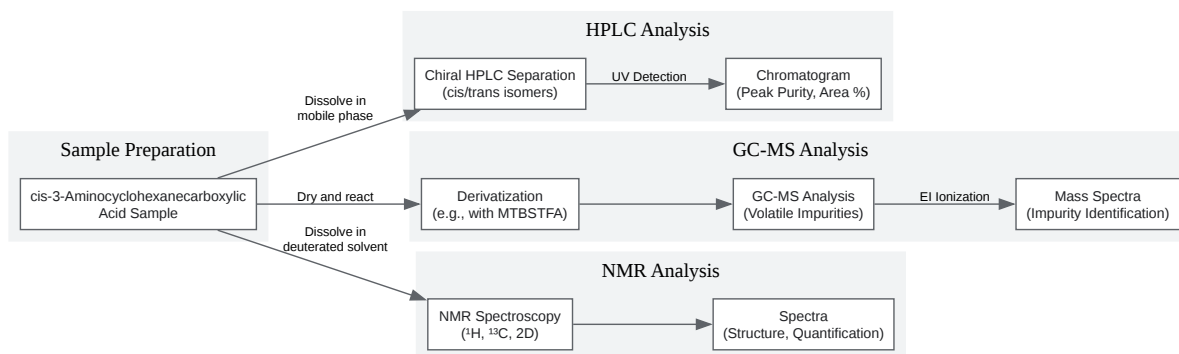 HPLC Analysis
Chiral HPLC Separation
(cis/trans isomers)
UV Detection
Chromatogram
(Peak Purity, Area %)
Dissolve in
mobile phase
Sample Preparation
cis-3-Aminocyclohexanecarboxylic
Acid Sample
GC-MS Analysis
Dry and react
Derivatization
(e.g., with MTBSTFA)
GC-MS Analysis
(Volatile Impurities)
EI Ionization
Mass Spectra
(Impurity Identification)
Dissolve in
deuterated solvent
NMR Analysis
NMR Spectroscopy
(¹H, ¹³C, 2D)
Spectra
(Structure, Quantification)